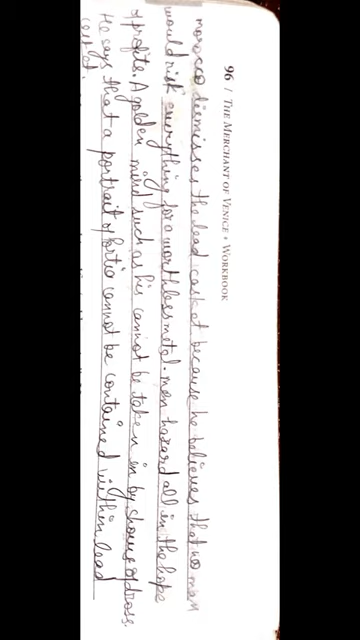 96 / THE MERCHANT OF VENICE • WORKBOOK
morocco dismisses the lead casket because he believes that no man
would risk everything for a worthless metal. men hazard all in the hope
of profits. A golden mind such as his cannot be taken in by shows of dross.
He says that a portrait of Portia cannot be contained within lead